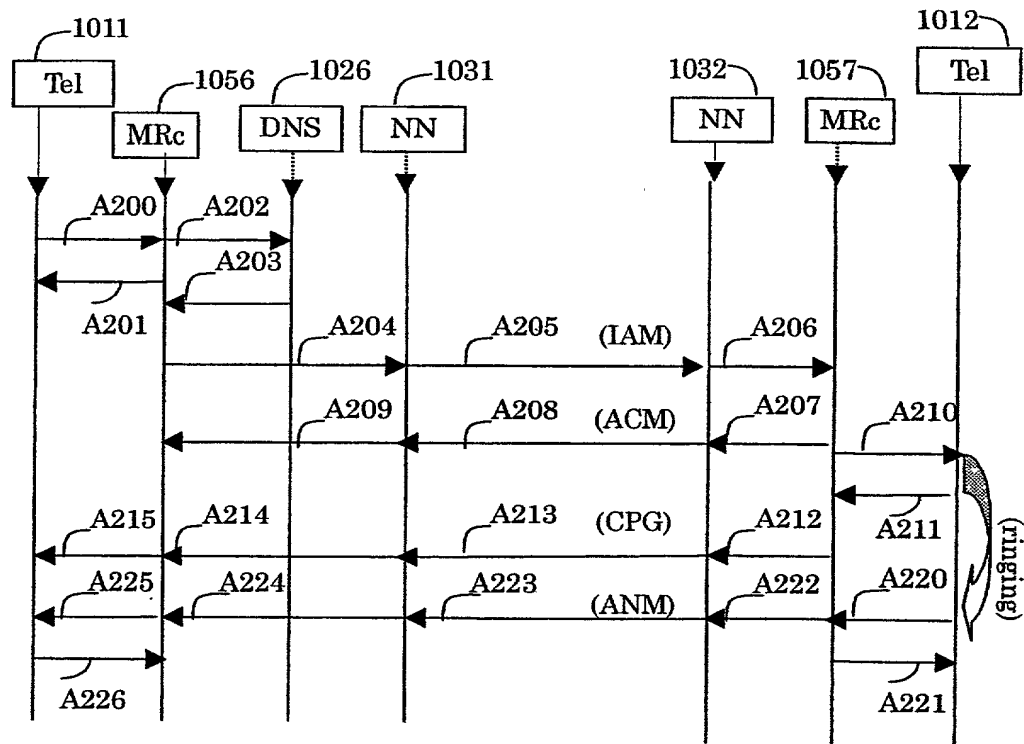 1011
1012
Tel
1056
1026
1031
1032
1057
Tel
MRc
DNS
NN
NN
MRc
A200
A202
A203
A201
A204
A205
(IAM)
A206
A209
A208
(ACM)
A207
A210
A215
A214
A213
(CPG)
A212
A211
(ringing)
A225
A224
A223
(ANM)
A222
A220
A226
A221